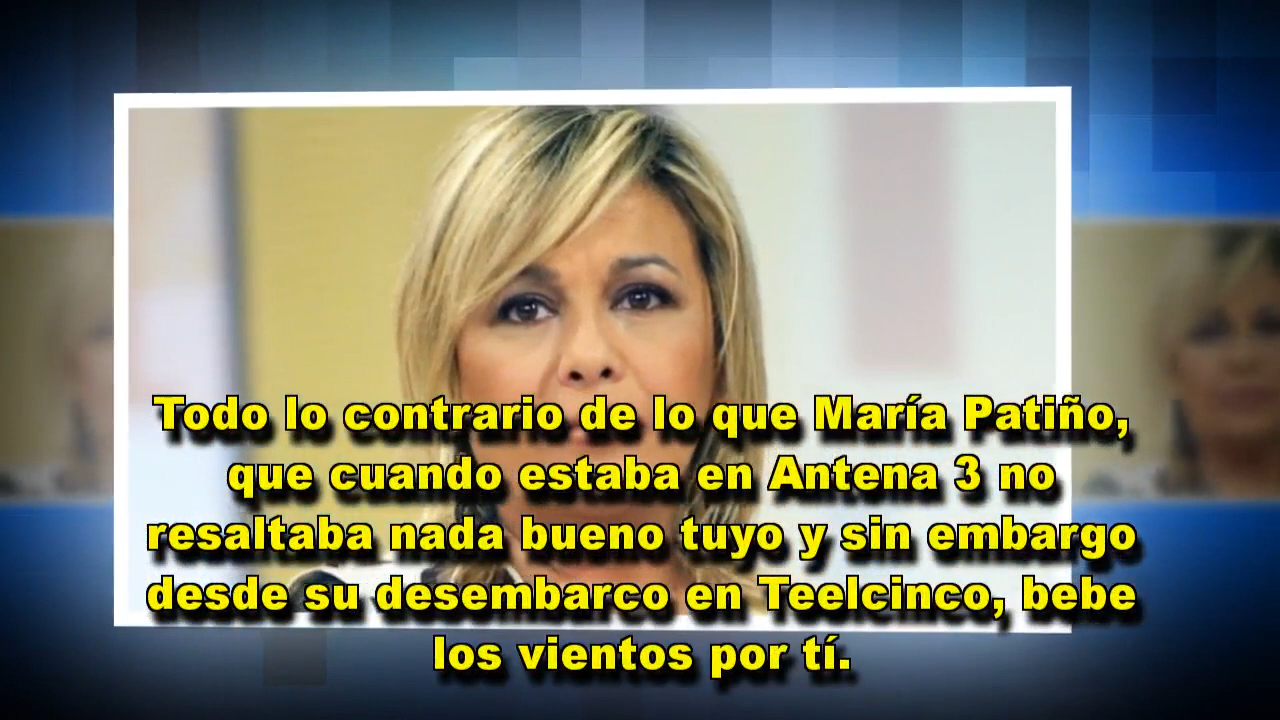 Todo lo contrario de lo que María Patiño,
que cuando estaba en Antena 3 no
resaltaba nada bueno tuyo y sin embargo
desde su desembarco en Teelcinco, bebe
los vientos por tí.